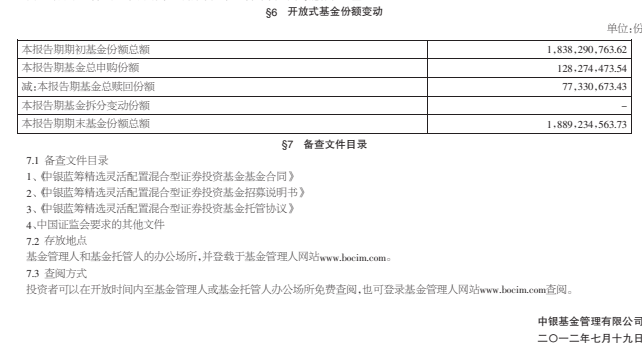 §6 开放式基金份额变动
单位:份
本报告期期初基金份额总额 1,838,290,763.62
本报告期基金总申购份额 128,274,473.54
减:本报告期基金总赎回份额 77,330,673.43
本报告期基金拆分变动份额 -
本报告期期末基金份额总额 1,889,234,563.73
§7 备查文件目录
7.1 备查文件目录
1、《中银蓝筹精选灵活配置混合型证券投资基金基金合同》
2、《中银蓝筹精选灵活配置混合型证券投资基金招募说明书》
3、《中银蓝筹精选灵活配置混合型证券投资基金托管协议》
4、中国证监会要求的其他文件
7.2 存放地点
基金管理人和基金托管人的办公场所,并登载于基金管理人网站www.bocim.com。
7.3 查阅方式
投资者可以在开放时间内至基金管理人或基金托管人办公场所免费查阅,也可登录基金管理人网站www.bocim.com查阅。
中银基金管理有限公司
二〇一二年七月十九日